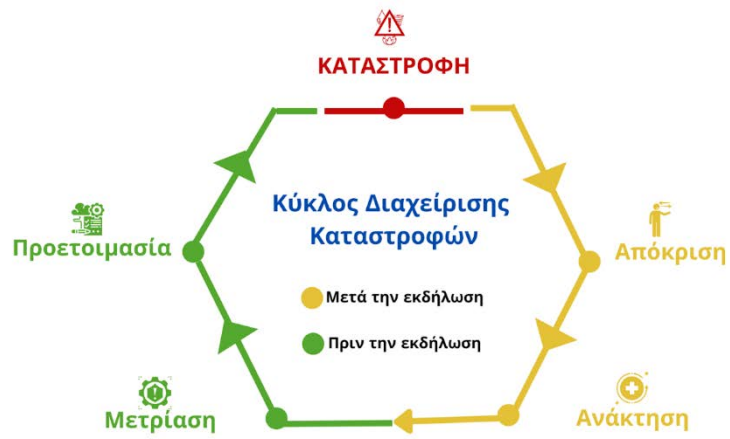 ΚΑΤΑΣΤΡΟΦΗ
Κύκλος Διαχείρισης
Καταστροφών
Προετοιμασία
Απόκριση
Μετά την εκδήλωση
Πριν την εκδήλωση
Μετρίαση
Ανάκτηση